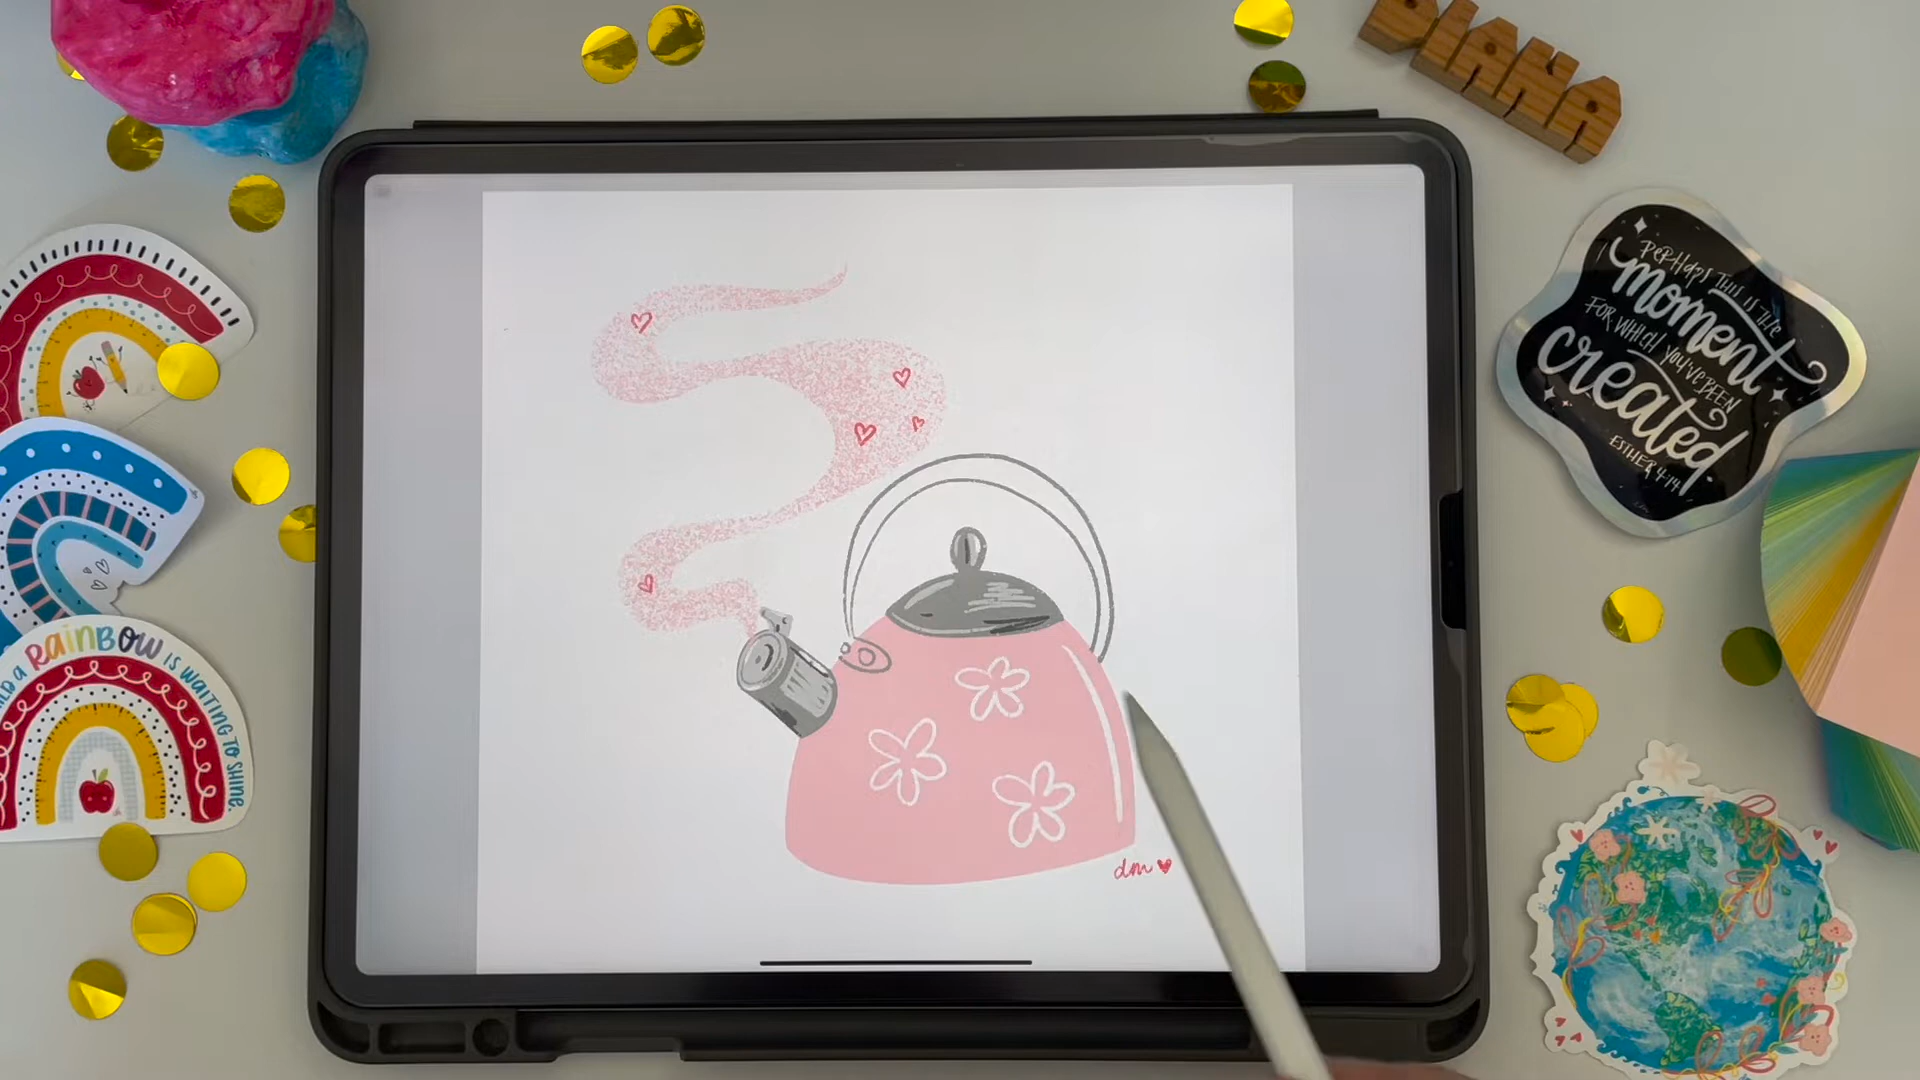 DIANA
PERHAPS THIS IS THE
moment
FOR WHICH YOU'VE BEEN
created.
ESTHER 4:14
RAINBOW IS WAITING TO SHINE.
dm